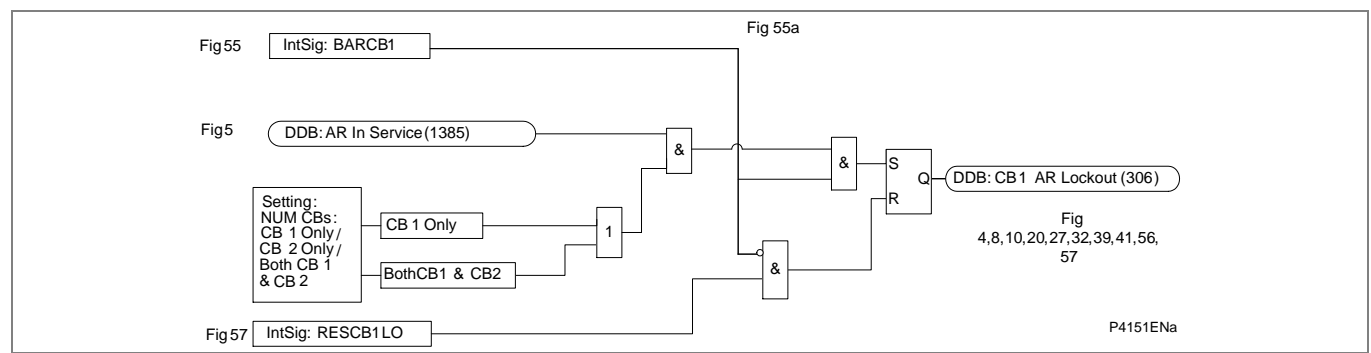 Fig 55a
Fig 55
IntSig: BARCB1
Fig 5
DDB: AR In Service (1385)
&
&
S
Q
R
DDB: CB1 AR Lockout (306)
Setting:
NUM CBs:
CB 1 Only /
CB 2 Only /
Both CB 1
& CB 2
CB 1 Only
Both CB1 & CB2
1
&
Fig
4,8,10,20,27,32,39,41,56,
57
Fig 57
IntSig: RESCB1LO
P4151ENa